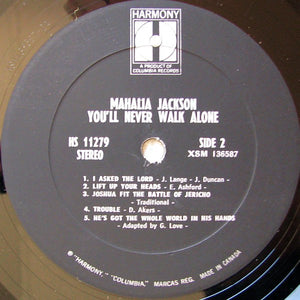 HARMONY
H
A PRODUCT OF
COLUMBIA RECORDS
MAHALIA JACKSON
YOU'LL NEVER WALK ALONE
HS 11279
STEREO
SIDE 2
XSM 136587
1. I ASKED THE LORD - J. Lange - J. Duncan -
2. LIFT UP YOUR HEADS - E. Ashford -
3. JOSHUA FIT THE BATTLE OF JERICHO
- Traditional -
4. TROUBLE - D. Akers -
5. HE'S GOT THE WHOLE WORLD IN HIS HANDS
- Adapted by G. Love -
® "HARMONY," "COLUMBIA," MARCAS REG. MADE IN CANADA